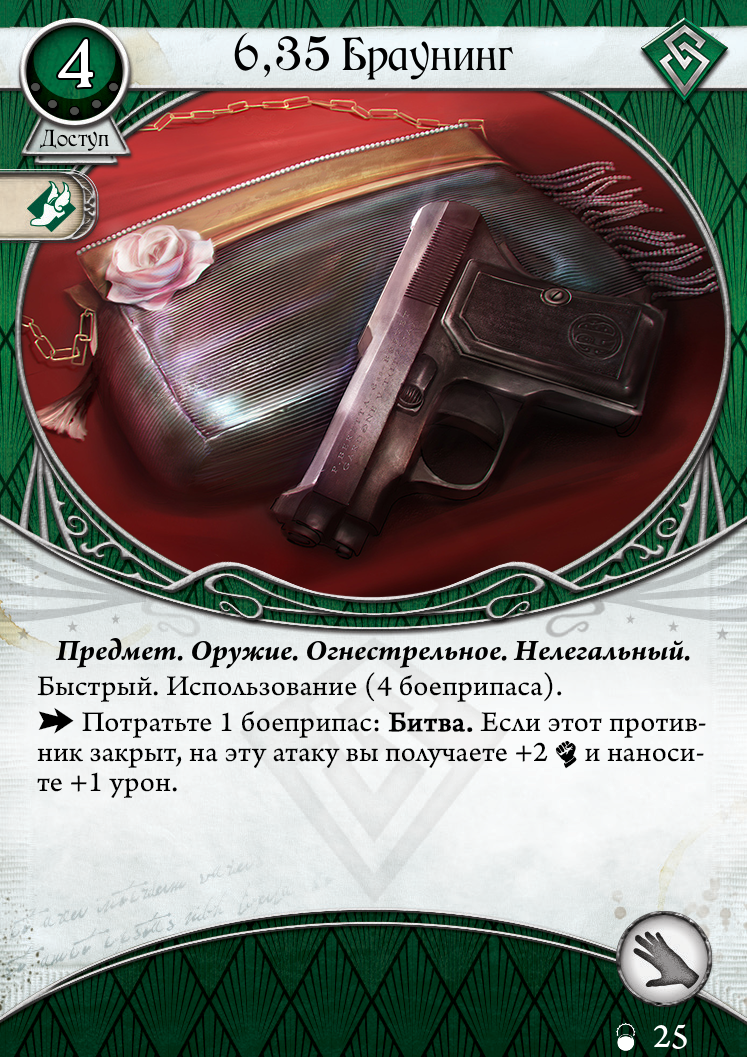 4
6,35 Браунинг
Доступ
Предмет. Оружие. Огнестрельное. Нелегальный.
Быстрый. Использование (4 боеприпаса).
Потратьте 1 боеприпас: Битва. Если этот против-
ник закрыт, на эту атаку вы получаете +2 и наноси-
те +1 урон.
25